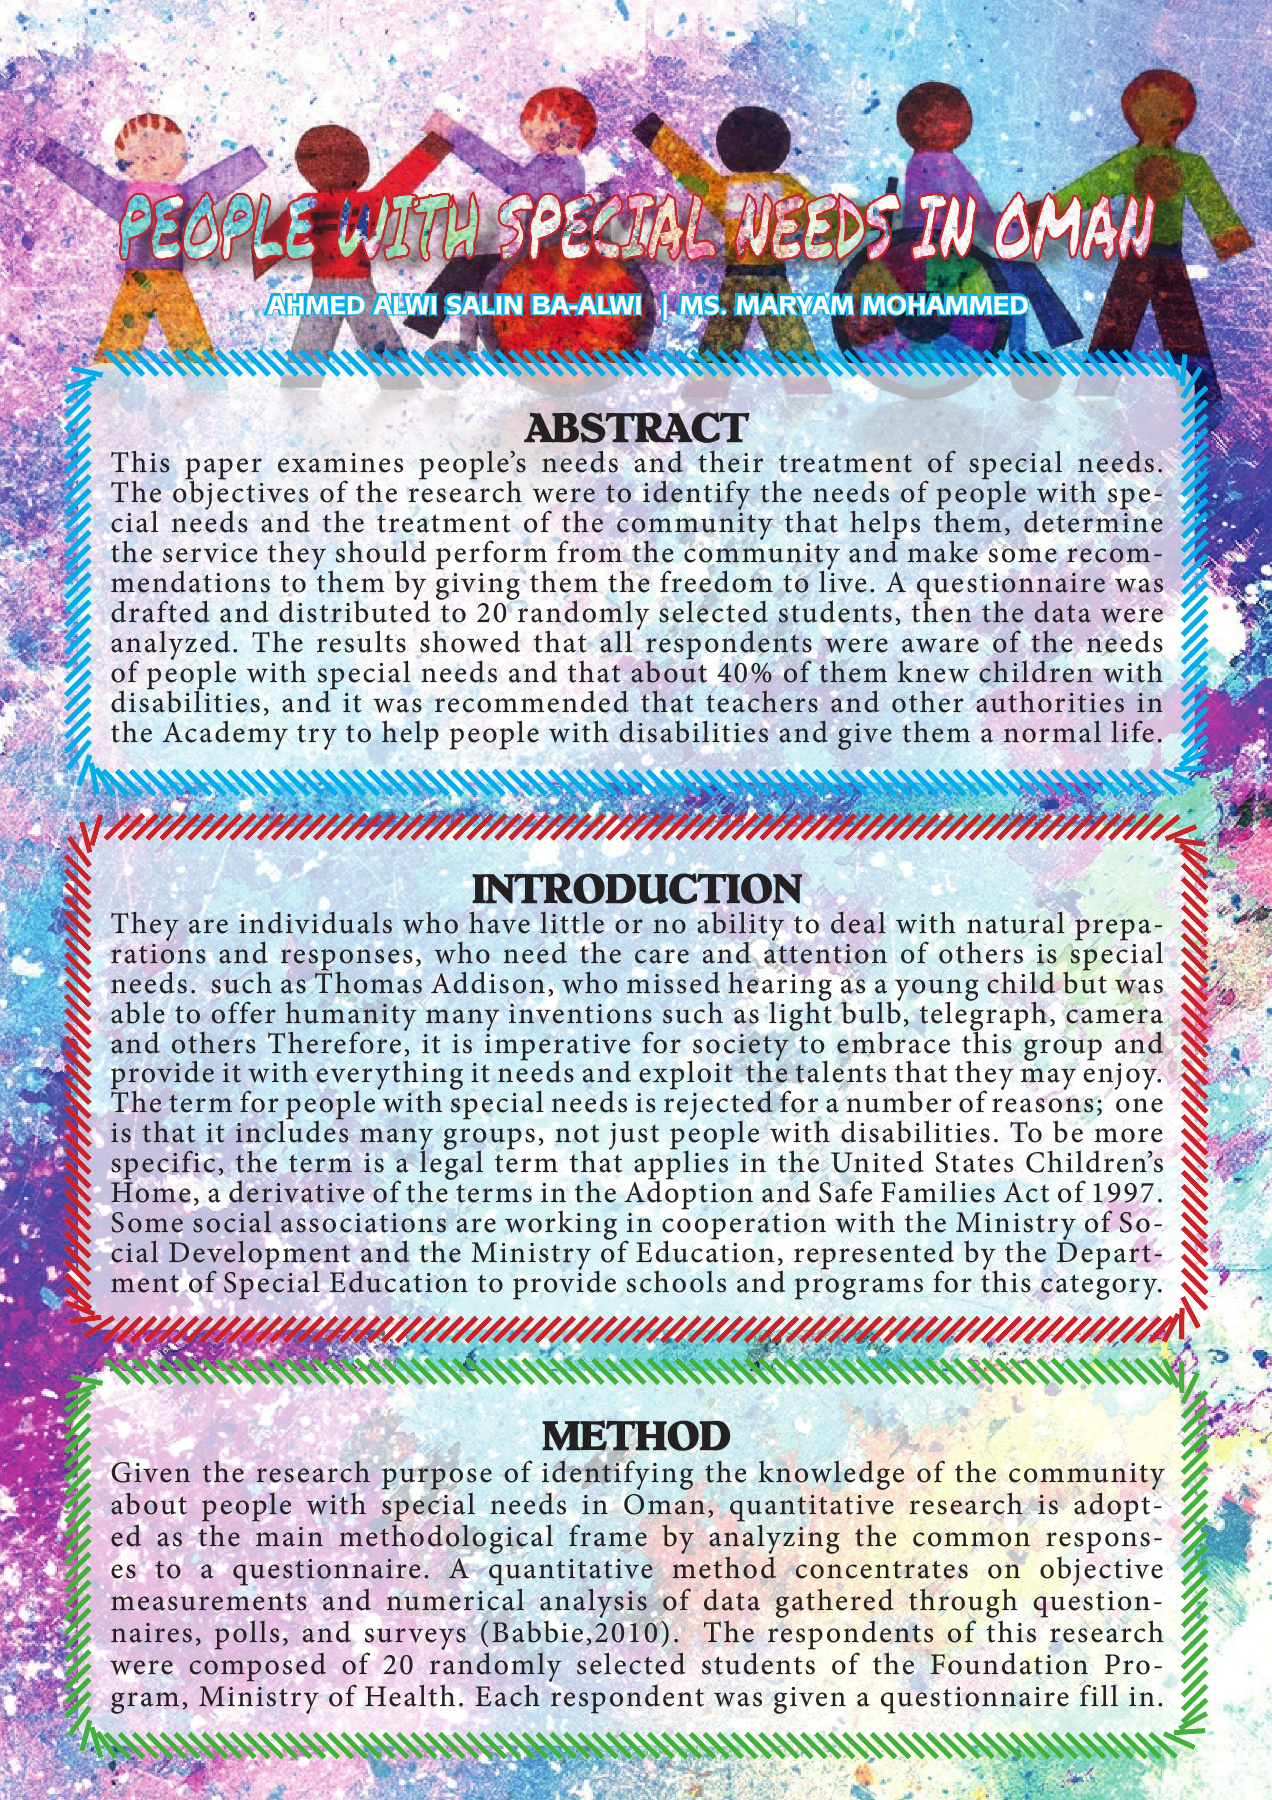 PEOPLE WITH SPECIAL NEEDS IN OMAN
AHMED ALWI SALIN BA-ALWI | MS. MARYAM MOHAMMED
ABSTRACT
This paper examines people's needs and their treatment of special needs.
The objectives of the research were to identify the needs of people with spe-
cial needs and the treatment of the community that helps them, determine
the service they should perform from the community and make some recom-
mendations to them by giving them the freedom to live. A questionnaire was
drafted and distributed to 20 randomly selected students, then the data were
analyzed. The results showed that all respondents were aware of the needs
of people with special needs and that about 40% of them knew children with
disabilities, and it was recommended that teachers and other authorities in
the Academy try to help people with disabilities and give them a normal life.
INTRODUCTION
They are individuals who have little or no ability to deal with natural prepa-
rations and responses, who need the care and attention of others is special
needs. such as Thomas Addison, who missed hearing as a young child but was
able to offer humanity many inventions such as light bulb, telegraph, camera
and others Therefore, it is imperative for society to embrace this group and
provide it with everything it needs and exploit the talents that they may enjoy.
The term for people with special needs is rejected for a number of reasons; one
is that it includes many groups, not just people with disabilities. To be more
specific, the term is a legal term that applies in the United States Children's
Home, a derivative of the terms in the Adoption and Safe Families Act of 1997.
Some social associations are working in cooperation with the Ministry of So-
cial Development and the Ministry of Education, represented by the Depart-
ment of Special Education to provide schools and programs for this category.
METHOD
Given the research purpose of identifying the knowledge of the community
about people with special needs in Oman, quantitative research is adopt-
ed as the main methodological frame by analyzing the common respons-
es to a questionnaire. A quantitative method concentrates on objective
measurements and numerical analysis of data gathered through question-
naires, polls, and surveys (Babbie,2010). The respondents of this research
were composed of 20 randomly selected students of the Foundation Pro-
gram, Ministry of Health. Each respondent was given a questionnaire fill in.